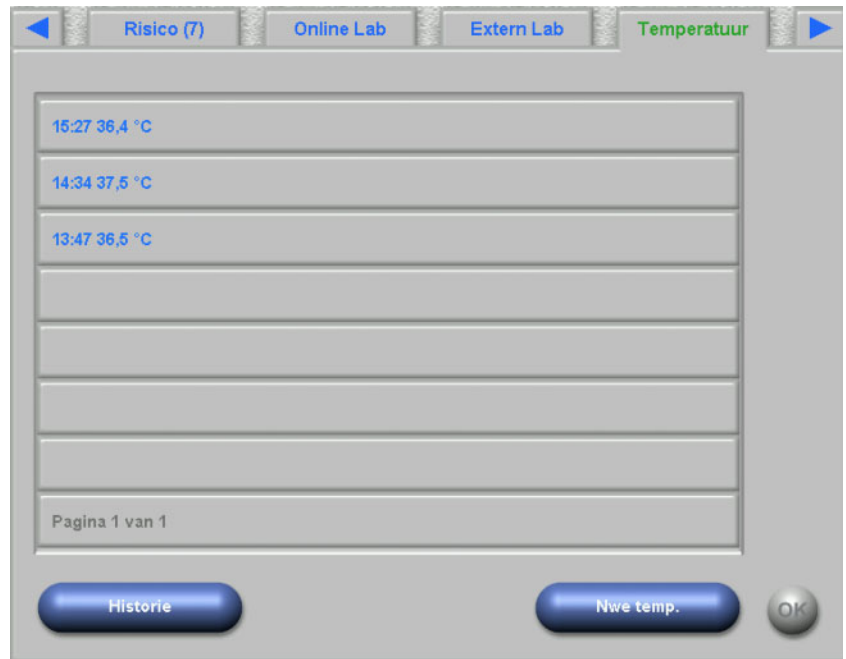 Risico (7) Online Lab Extern Lab Temperatuur
15:27 36,4 °C
14:34 37,5 °C
13:47 36,5 °C
Pagina 1 van 1
Historie Nwe temp. OK